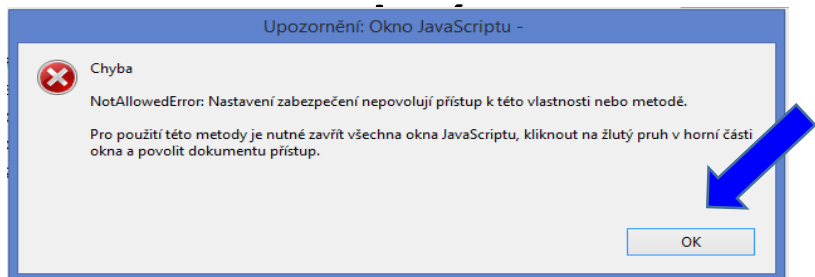 Upozornění: Okno JavaScriptu -
Chyba
NotAllowedError: Nastavení zabezpečení nepovolují přístup k této vlastnosti nebo metodě.
Pro použití této metody je nutné zavřít všechna okna JavaScriptu, kliknout na žlutý pruh v horní části
okna a povolit dokumentu přístup.
OK